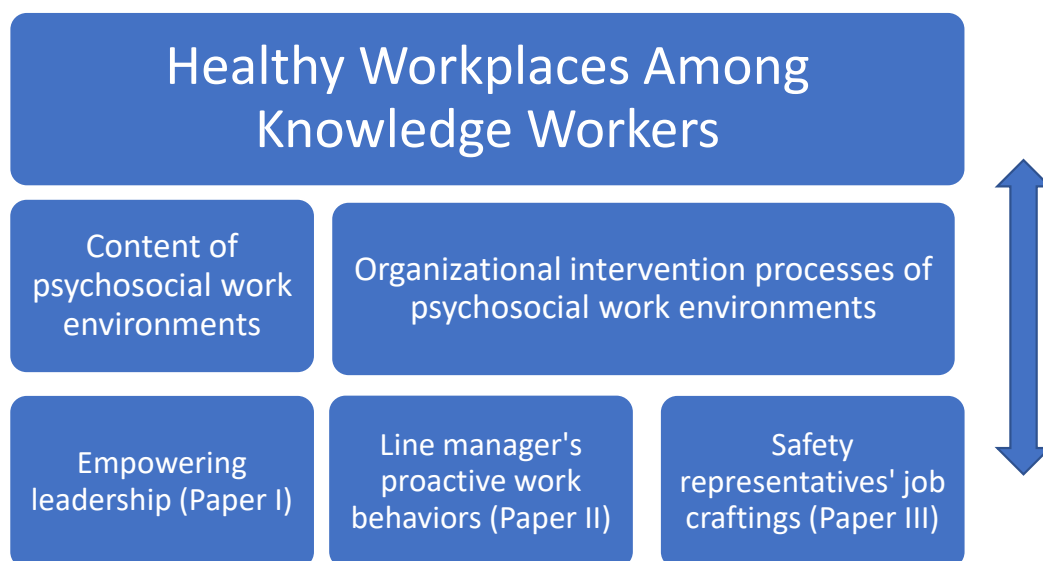 Healthy Workplaces Among
Knowledge Workers
Content of
psychosocial work
environments
Organizational intervention processes of
psychosocial work environments
Empowering
leadership (Paper I)
Line manager's
proactive work
behaviors (Paper II)
Safety
representatives' job
craftings (Paper III)